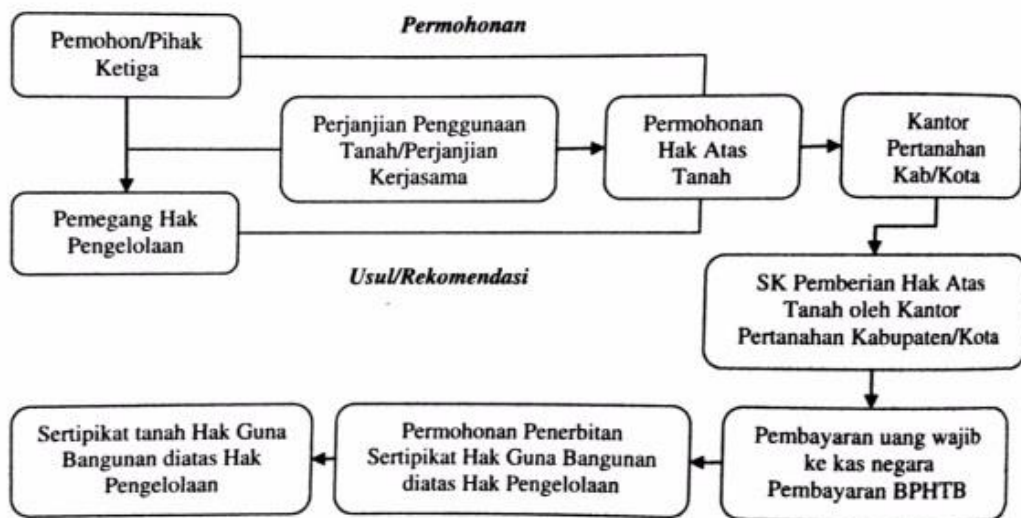 Permohonan
Pemohon/Pihak
Ketiga
Perjanjian Penggunaan
Tanah/Perjanjian
Kerjasama
Permohonan
Hak Atas
Tanah
Kantor
Pertanahan
Kab/Kota
Pemegang Hak
Pengelolaan
Usul/Rekomendasi
SK Pemberian Hak Atas
Tanah oleh Kantor
Pertanahan Kabupaten/Kota
Pembayaran uang wajib
ke kas negara
Pembayaran BPHTB
Permohonan Penerbitan
Sertipikat Hak Guna Bangunan
diatas Hak Pengelolaan
Sertipikat tanah Hak Guna
Bangunan diatas Hak
Pengelolaan